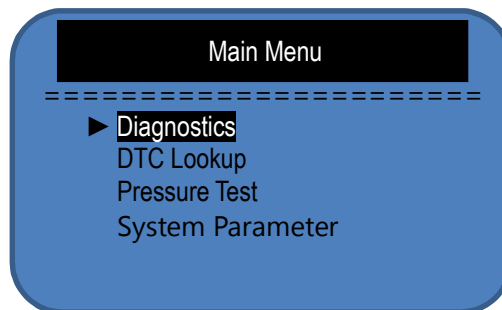 Main Menu
=======================
► Diagnostics
DTC Lookup
Pressure Test
System Parameter